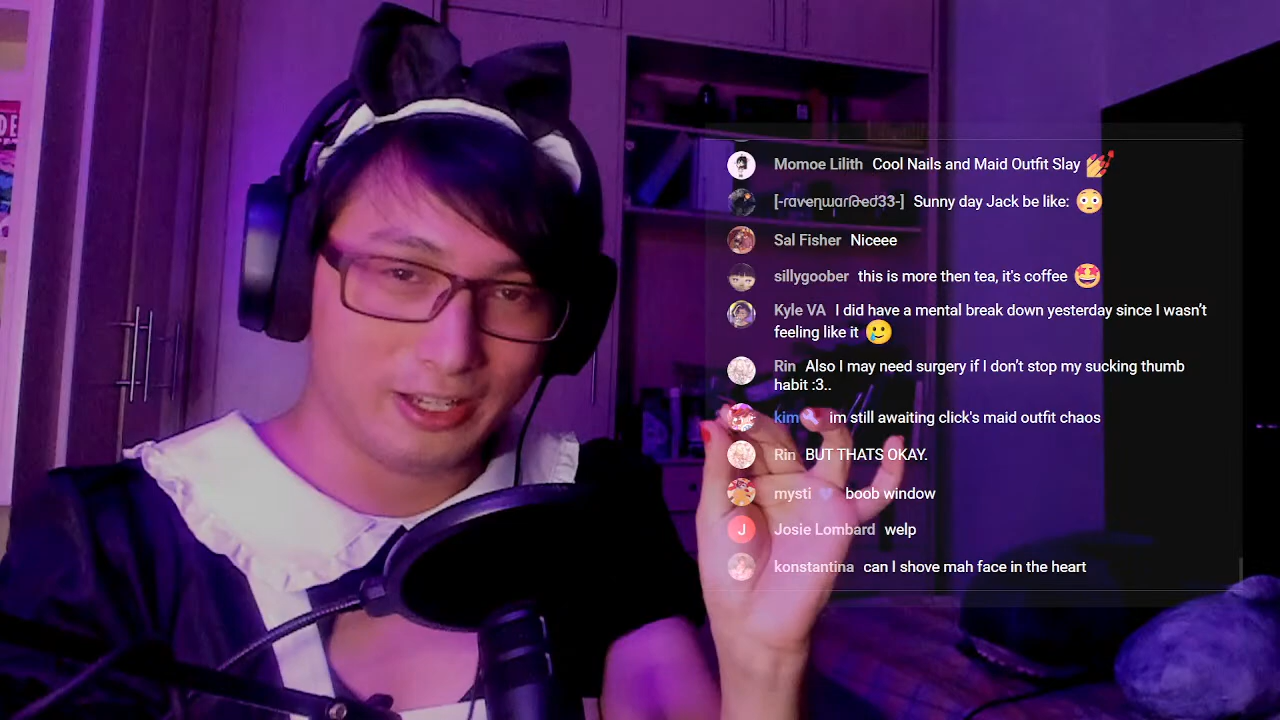 DE
Momoe Lilith Cool Nails and Maid Outfit Slay 💅
[-rαvҽɳɯαɾԃ-ed33-] Sunny day Jack be like: 😳
Sal Fisher Niceee
sillygoober this is more then tea, it's coffee 🤩
Kyle VA I did have a mental break down yesterday since I wasn't
feeling like it 🥲
Rin Also I may need surgery if I don't stop my sucking thumb
habit :3..
kim im still awaiting click's maid outfit chaos
Rin BUT THATS OKAY.
mysti boob window
J
Josie Lombard welp
konstantina can I shove mah face in the heart